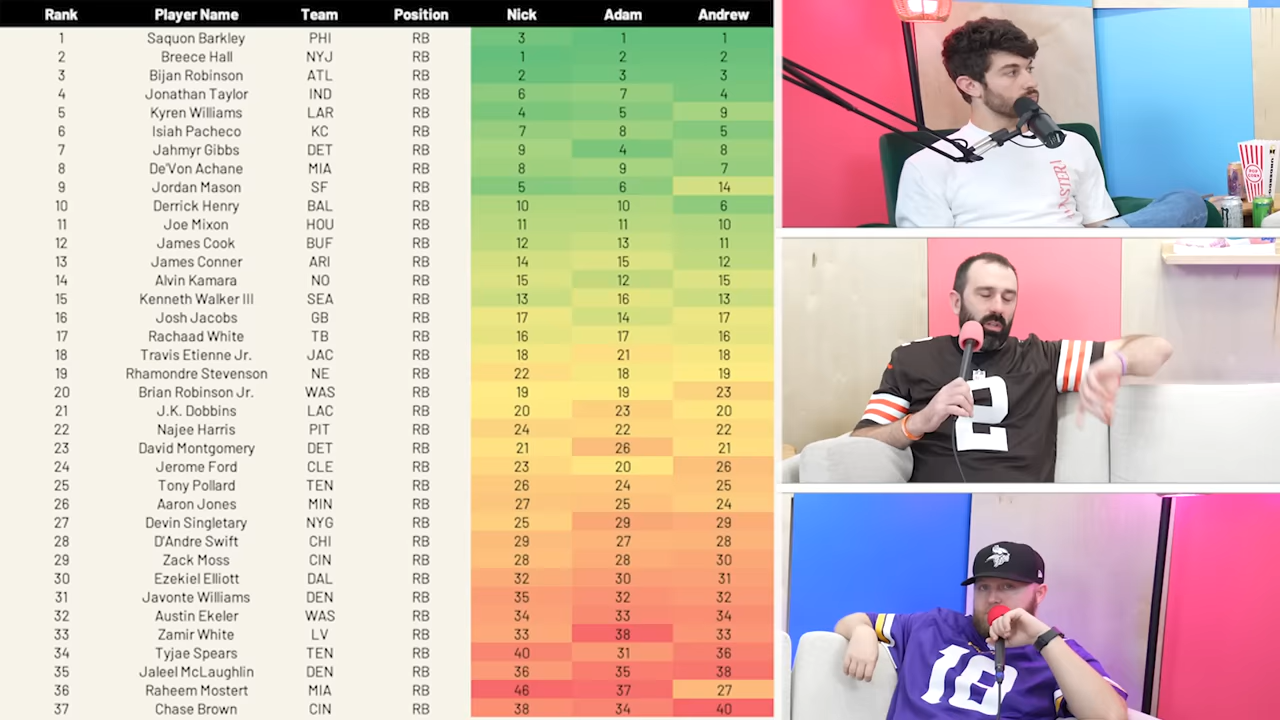 Rank Player Name Team Position Nick Adam Andrew
1 Saquon Barkley PHI RB 3 1 1
2 Breece Hall NYJ RB 1 2 2
3 Bijan Robinson ATL RB 2 3 3
4 Jonathan Taylor IND RB 6 7 4
5 Kyren Williams LAR RB 4 5 9
6 Isiah Pacheco KC RB 7 8 5
7 Jahmyr Gibbs DET RB 9 4 8
8 De'Von Achane MIA RB 8 9 7
9 Jordan Mason SF RB 5 6 14
10 Derrick Henry BAL RB 10 10 6
11 Joe Mixon HOU RB 11 11 10
12 James Cook BUF RB 12 13 11
13 James Conner ARI RB 14 15 12
14 Alvin Kamara NO RB 15 12 15
15 Kenneth Walker III SEA RB 13 16 13
16 Josh Jacobs GB RB 17 14 17
17 Rachaad White TB RB 16 17 16
18 Travis Etienne Jr. JAC RB 18 21 18
19 Rhamondre Stevenson NE RB 22 18 19
20 Brian Robinson Jr. WAS RB 19 19 23
21 J.K. Dobbins LAC RB 20 23 20
22 Najee Harris PIT RB 24 22 22
23 David Montgomery DET RB 21 26 21
24 Jerome Ford CLE RB 23 20 26
25 Tony Pollard TEN RB 26 24 25
26 Aaron Jones MIN RB 27 25 24
27 Devin Singletary NYG RB 25 29 29
28 D'Andre Swift CHI RB 29 27 28
29 Zack Moss CIN RB 28 28 30
30 Ezekiel Elliott DAL RB 32 30 31
31 Javonte Williams DEN RB 35 32 32
32 Austin Ekeler WAS RB 34 33 34
33 Zamir White LV RB 33 38 33
34 Tyjae Spears TEN RB 40 31 36
35 Jaleel McLaughlin DEN RB 36 35 38
36 Raheem Mostert MIA RB 46 37 27
37 Chase Brown CIN RB 38 34 40
POP CORN
2
18